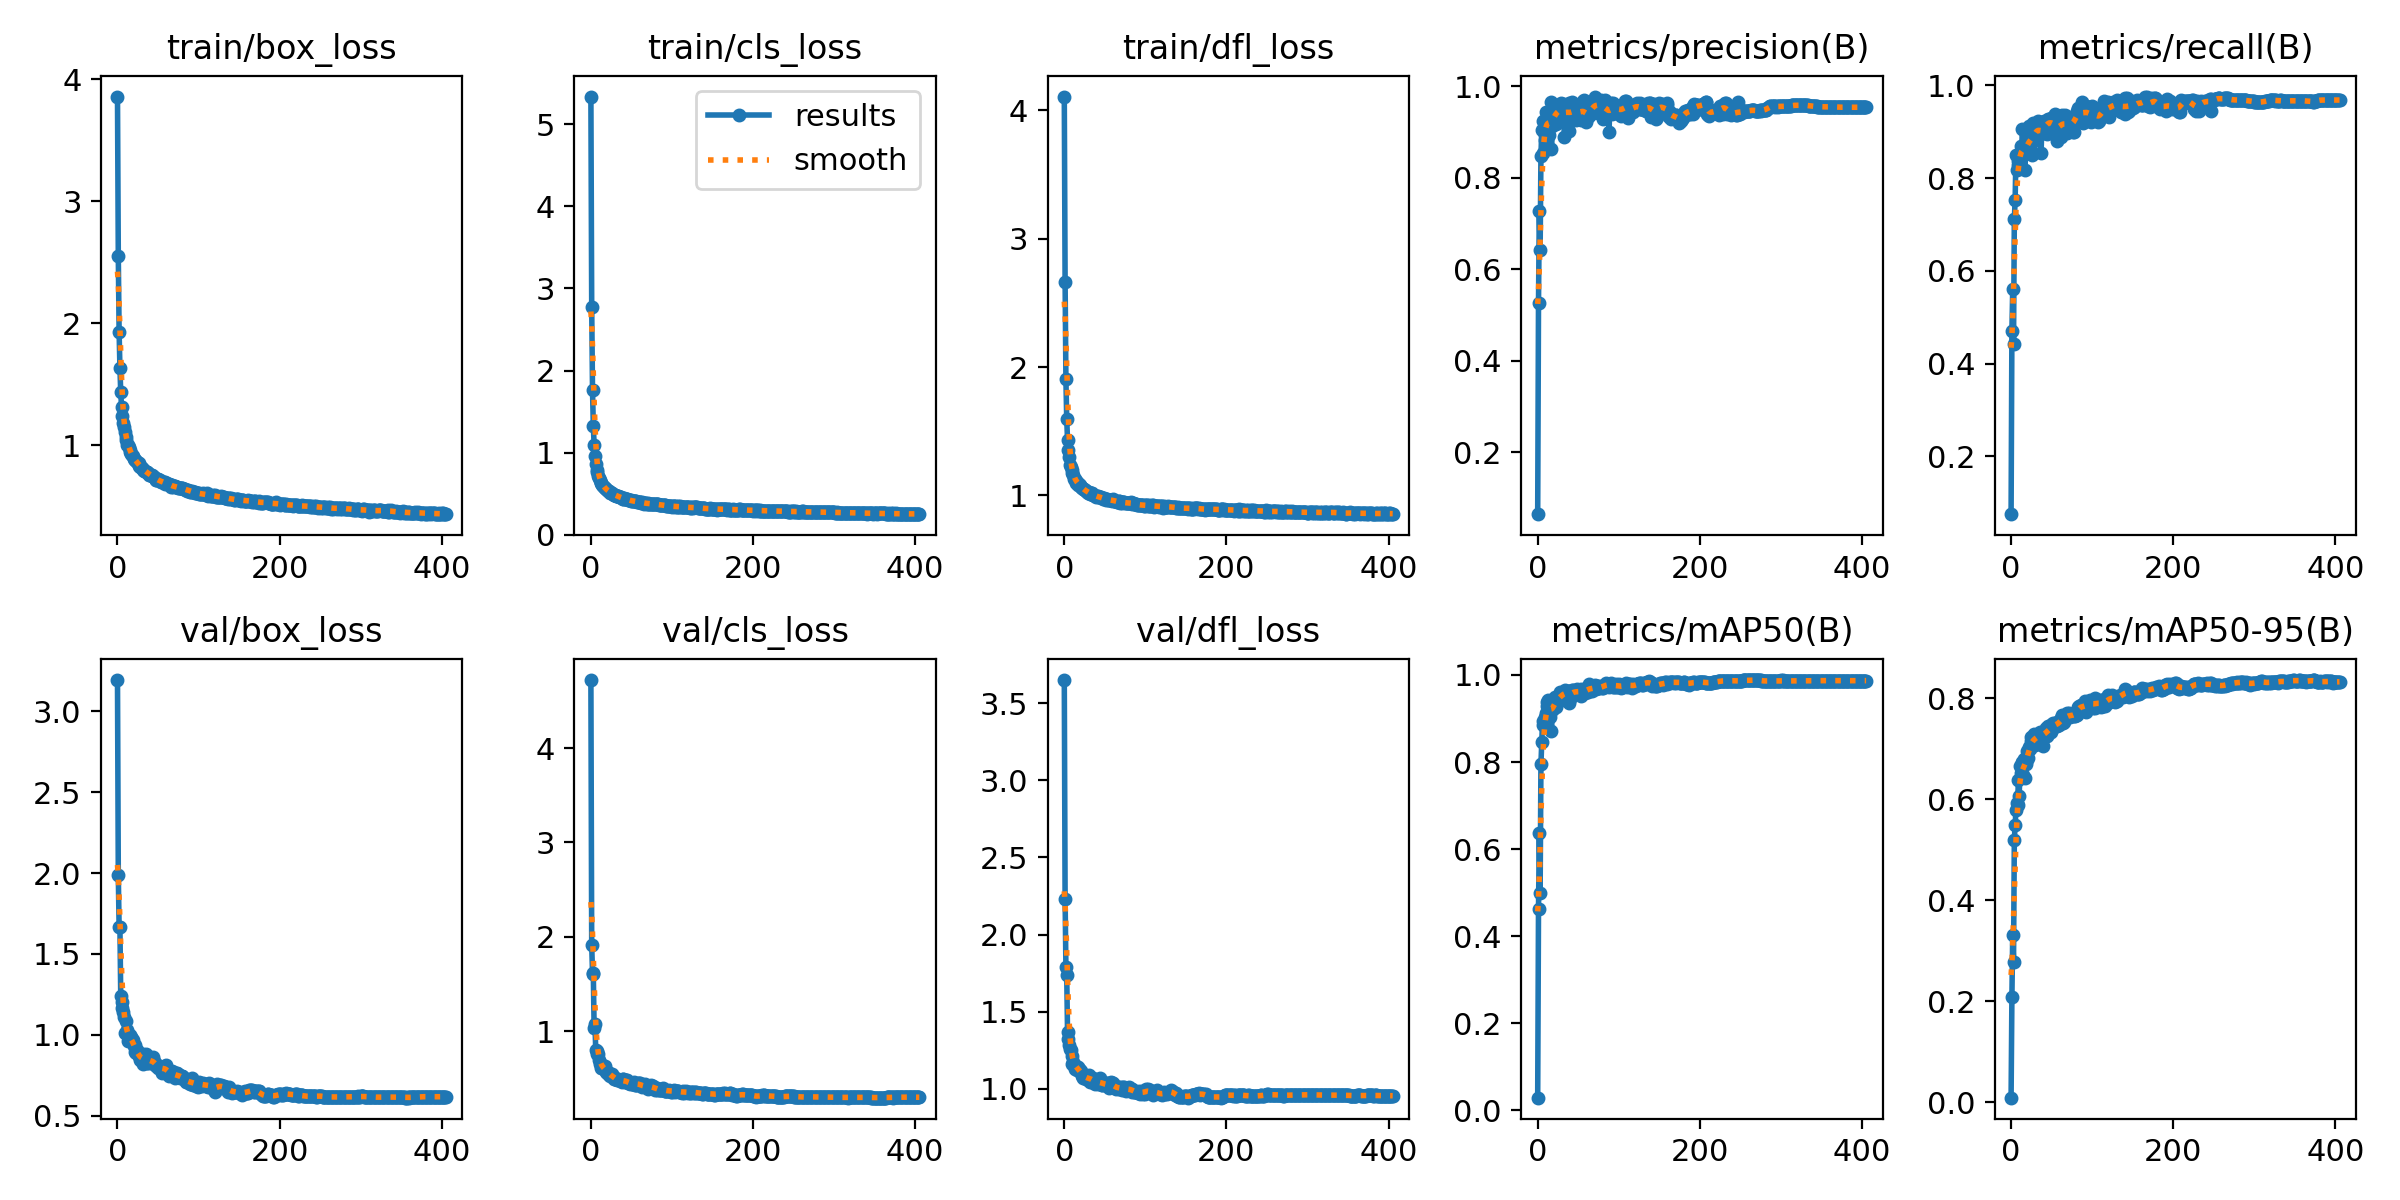 train/box_loss
4
3
2
1
0 200 400
train/cls_loss
results
smooth
5
4
3
2
1
0
0 200 400
train/dfl_loss
4
3
2
1
0 200 400
metrics/precision(B)
1.0
0.8
0.6
0.4
0.2
0 200 400
metrics/recall(B)
1.0
0.8
0.6
0.4
0.2
0 200 400
val/box_loss
3.0
2.5
2.0
1.5
1.0
0.5
0 200 400
val/cls_loss
4
3
2
1
0 200 400
val/dfl_loss
3.5
3.0
2.5
2.0
1.5
1.0
0 200 400
metrics/mAP50(B)
1.0
0.8
0.6
0.4
0.2
0.0
0 200 400
metrics/mAP50-95(B)
0.8
0.6
0.4
0.2
0.0
0 200 400